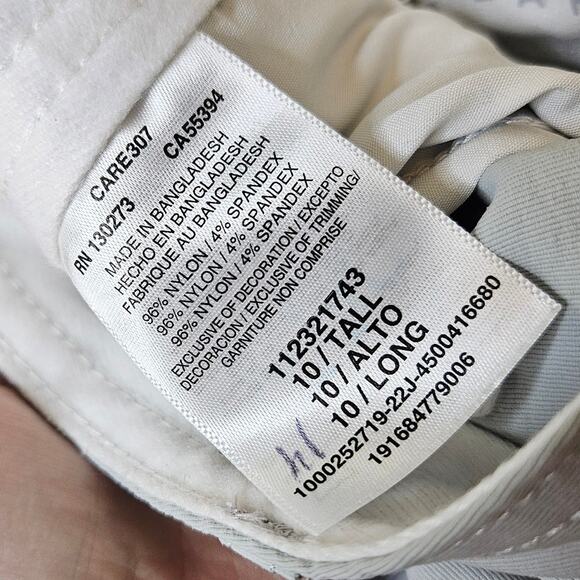 CARE307
RN 130273 CA55394
MADE IN BANGLADESH
HECHO EN BANGLADESH
FABRIQUE AU BANGLADESH
96% NYLON / 4% SPANDEX
96% NYLON / 4% SPANDEX
96% NYLON / 4% SPANDEX
EXCLUSIVE OF DECORATION / EXCEPTO
DECORACION / EXCLUSIVE OF TRIMMING/
GARNITURE NON COMPRISE
112321743
10 / TALL
10 / ALTO
10 / LONG
1000252719-22J-4500416680
191684779006